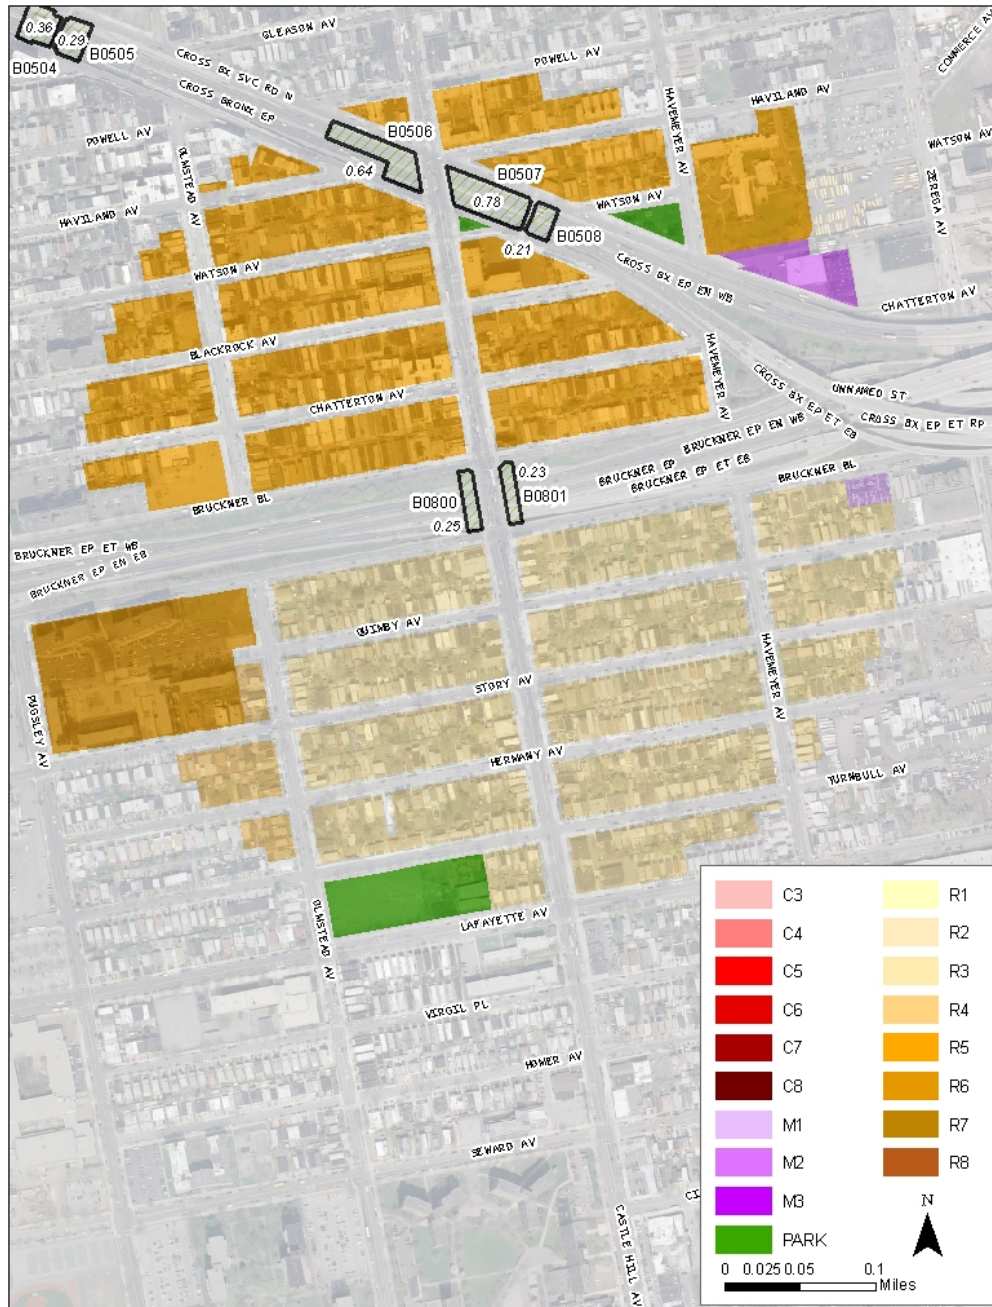 GLEASON AV
COMMERCE AV
0.36
0.29
B0505
B0504
CROSS BX SVC RD N
POWELL AV
CROSS BRONX EP
HAVEMEYER AV
HAVILAND AV
POWELL AV
B0506
WATSON AV
OLMSTEAD AV
0.64
B0507
ZEREGA AV
0.78
WATSON AV
HAVILAND AV
B0508
0.21
WATSON AV
CROSS BX EP EN WB
CHATTERTON AV
BLACKROCK AV
HAVEMEYER AV
CROSS BX EP ET EB
UNNAMED ST
CHATTERTON AV
CROSS BX EP ET RP
BRUCKNER EP EN WB
BRUCKNER EP
BRUCKNER EP ET EB
BRUCKNER BL
0.23
B0800
B0801
BRUCKNER BL
0.25
BRUCKNER EP ET WB
BRUCKNER EP EN EB
QUIMBY AV
HAVEMEYER AV
STORY AV
PUGSLEY AV
HERMANY AV
TURNBULL AV
OLMSTEAD AV
LAFAYETTE AV
VIRGIL PL
HOWER AV
SEWARD AV
CASTLE HILL AV
CI
C3
C4
C5
C6
C7
C8
M1
M2
M3
PARK
R1
R2
R3
R4
R5
R6
R7
R8
N
0 0.025 0.05 0.1
Miles